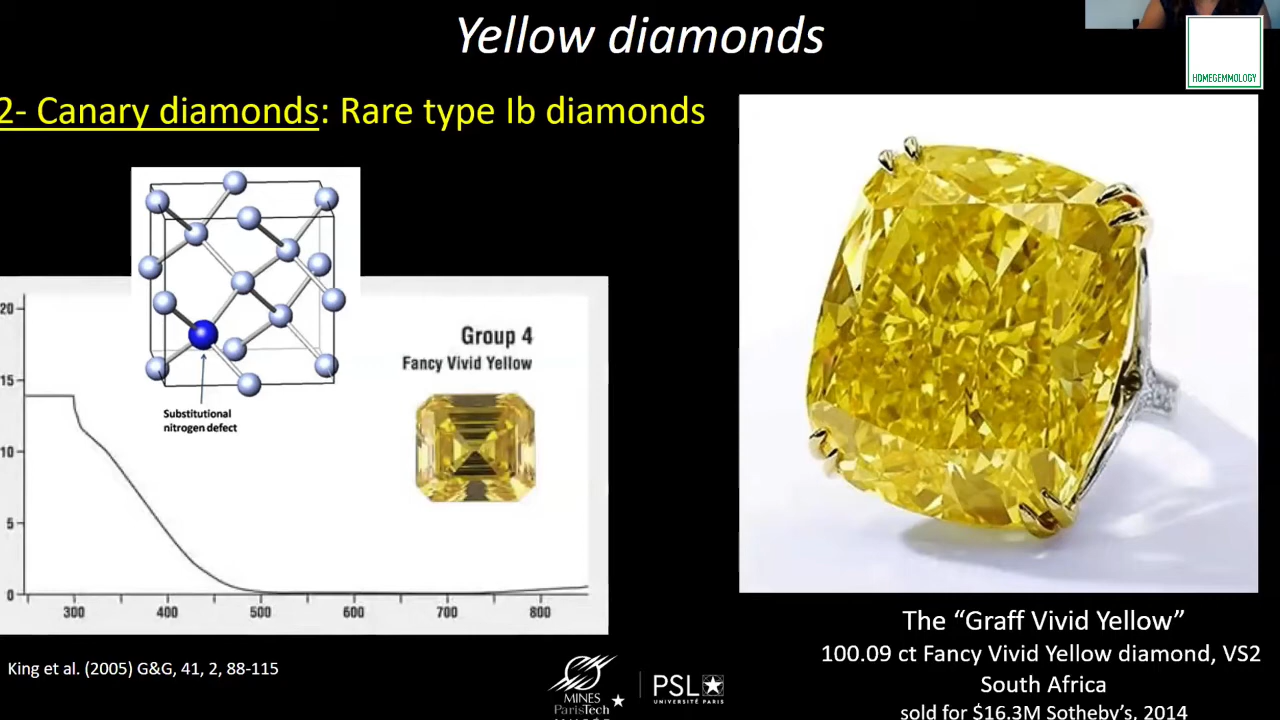 Yellow diamonds
HOMEGEMMOLOGY
2- Canary diamonds: Rare type Ib diamonds
Substitutional
nitrogen defect
Group 4
Fancy Vivid Yellow
20
15
10
5
0
300 400 500 600 700 800
King et al. (2005) G&G, 41, 2, 88-115
MINES
ParisTech
PSL
UNIVERSITÉ PARIS
The “Graff Vivid Yellow”
100.09 ct Fancy Vivid Yellow diamond, VS2
South Africa
sold for $16.3M Sotheby’s, 2014